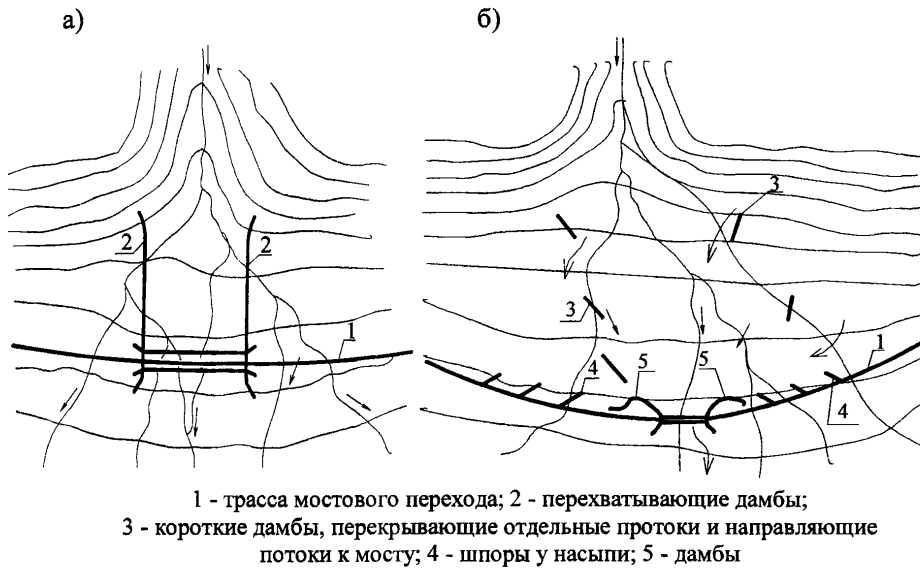 а)
б)
2
2
3
1
3
4
5
5
1
4
1 - трасса мостового перехода; 2 - перехватывающие дамбы;
3 - короткие дамбы, перекрывающие отдельные протоки и направляющие
потоки к мосту; 4 - шпоры у насыпи; 5 - дамбы